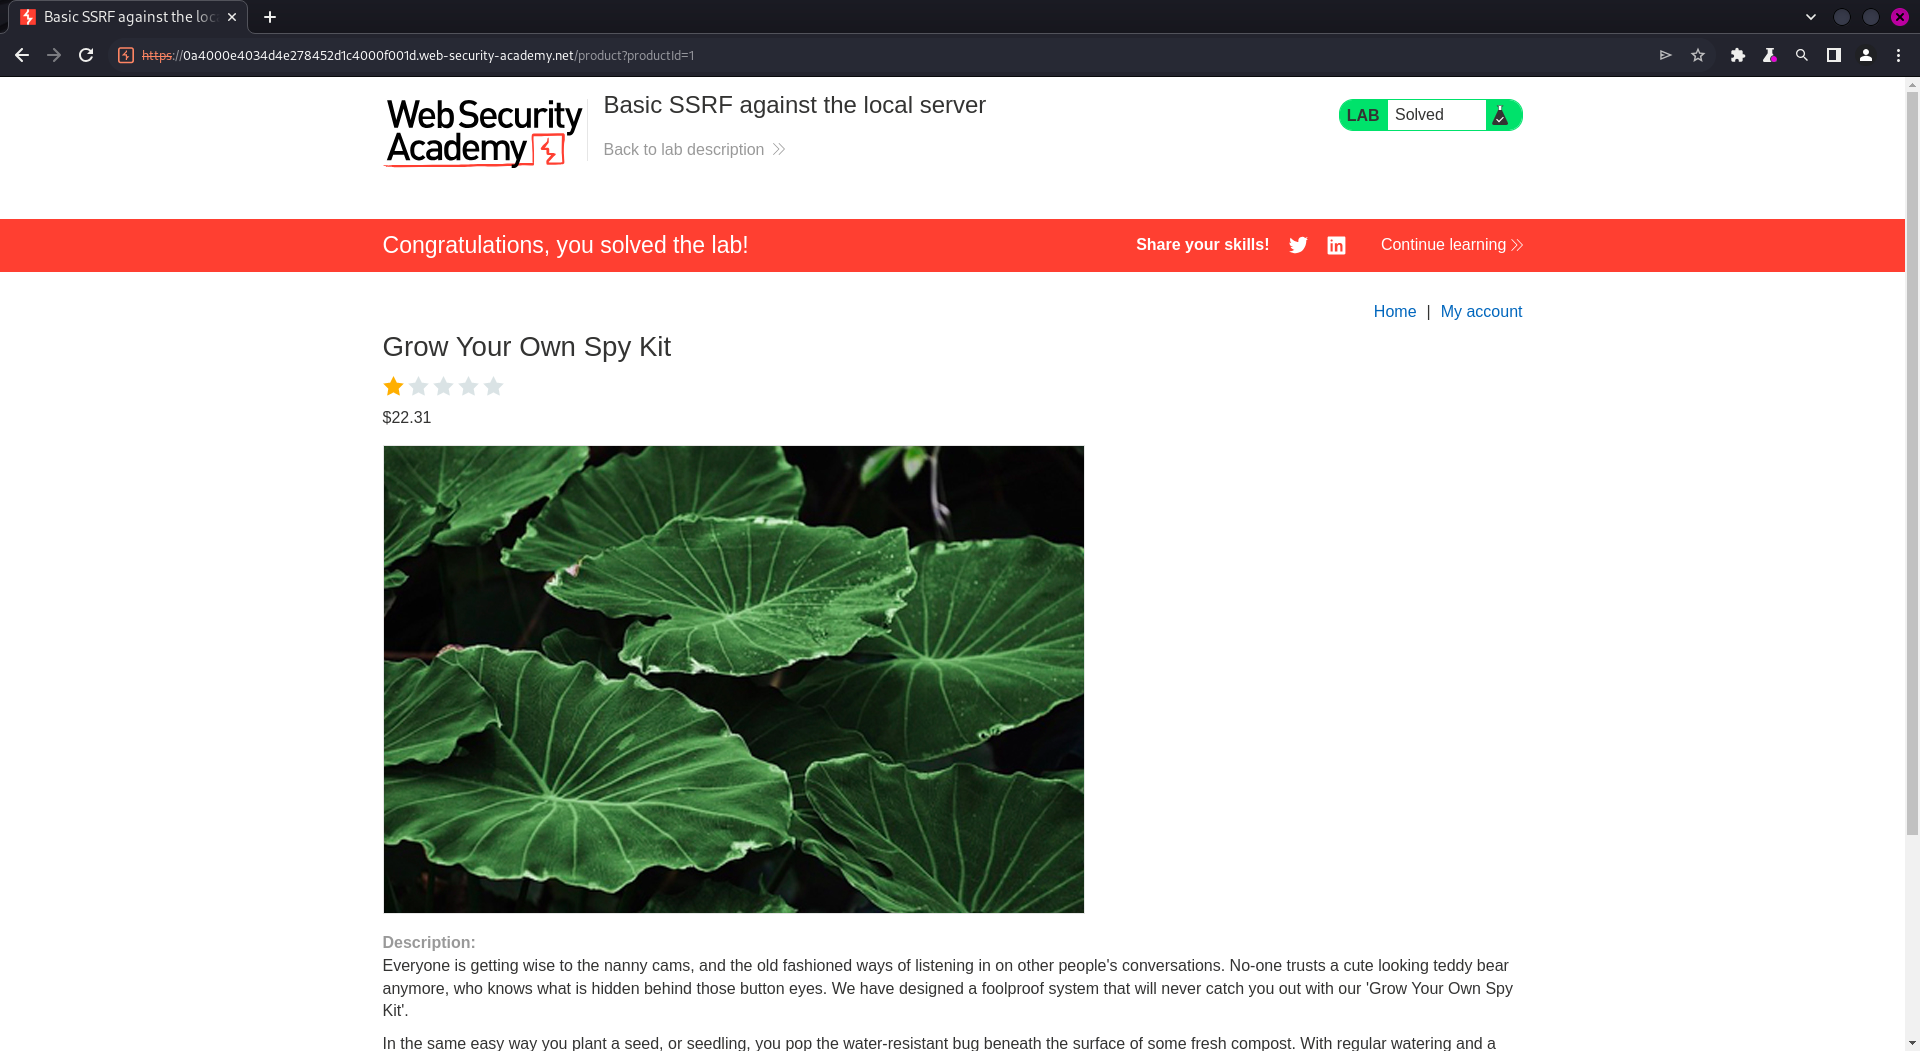 Basic SSRF against the loc
https://0a4000e4034d4e278452d1c4000f001d.web-security-academy.net/product?productId=1
Web Security
Academy
Basic SSRF against the local server
Back to lab description
LAB Solved
Congratulations, you solved the lab!
Share your skills!
Continue learning
Home | My account
Grow Your Own Spy Kit
$22.31
Description:
Everyone is getting wise to the nanny cams, and the old fashioned ways of listening in on other people's conversations. No-one trusts a cute looking teddy bear
anymore, who knows what is hidden behind those button eyes. We have designed a foolproof system that will never catch you out with our 'Grow Your Own Spy
Kit'.
In the same easy way you plant a seed, or seedling, you pop the water-resistant bug beneath the surface of some fresh compost. With regular watering and a